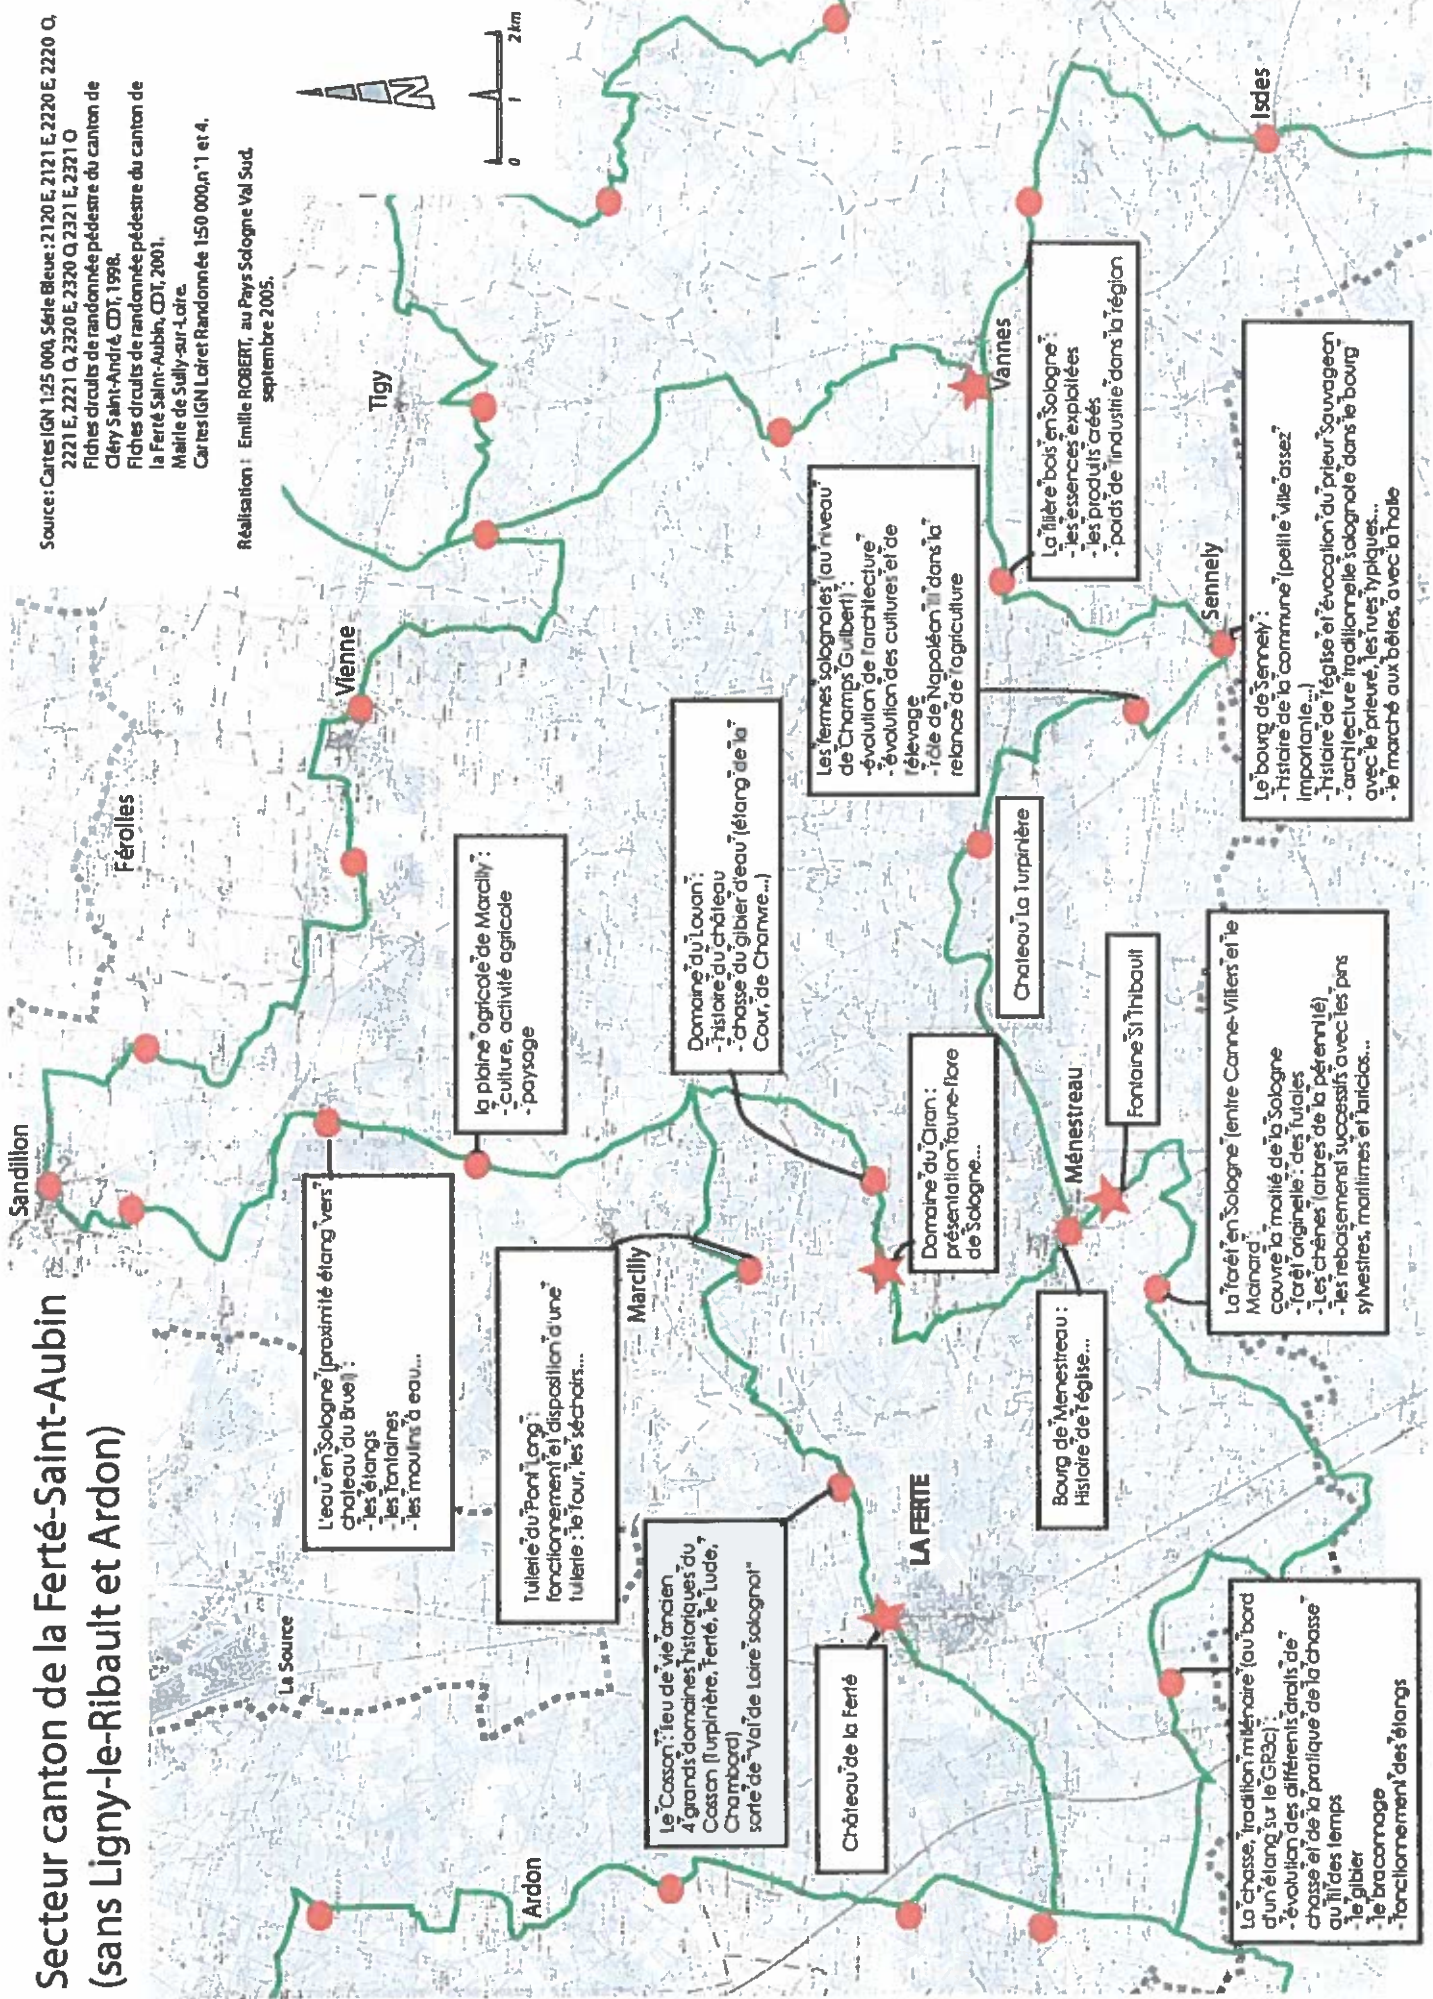 Secteur canton de la Ferté-Saint-Aubin
(sans Ligny-le-Ribault et Ardon)
Source: Cartes IGN 1:25 000, Série Bleue : 2120 E, 2121 E, 2220 E, 2220 O,
2221 E, 2221 O, 2320 E, 2320 O, 2321 E, 2321 O
Fiches circuits de randonnée pédestre du canton de
Cléry Saint-André, CDT, 1998.
Fiches circuits de randonnée pédestre du canton de
la Ferté Saint-Aubin, CDT, 2001.
Mairie de Sully-sur-Loire.
Cartes IGN Loiret Randonnée 1:50 000, n°1 et 4.
Réalisation : Emilie ROBERT, au Pays Sologne Val Sud,
septembre 2005.
N
0 1 2 km
Sandillon
Férolles
Vienne
Tigy
La Source
L'eau en Sologne (proximité étang vers
chateau du Bruel) :
- les étangs
- les fontaines
- les moulins à eau...
la plaine agricole de Marcilly :
- culture, activité agricole
- paysage
Tuilerie du Pont Long :
fonctionnement et disposition d'une
tuilerie : le four, les séchoirs...
Marcilly
Ardon
Le Cosson : lieu de vie ancien
4 grands domaines historiques du
Cosson (Turpinière, Ferté, le Lude,
Chambord)
sorte de "Val de Loire solognot"
Domaine du Louan :
- histoire du château
- chasse du gibier d'eau (étang de la
Cour, de Chanvre...)
Les fermes solognotes (au niveau
de Champs Guilbert) :
- évolution de l'architecture
- évolution des cultures et de
l'élevage
- rôle de Napoléon III dans la
relance de l'agriculture
Vannes
Château de la Ferté
LA FERTE
Domaine du Ciran :
présentation faune-flore
de Sologne...
Chateau La Turpinière
La filière bois en Sologne :
- les essences exploitées
- les produits créés
- poids de l'industrie dans la région
Bourg de Menestreau :
Histoire de l'église...
Ménestreau
Fontaine St Thibault
Sennely
Isdes
La chasse, tradition millénaire (au bord
d'un étang sur le GR3c) :
- évolution des différents droits de
chasse et de la pratique de la chasse
au fil des temps
- le gibier
- le braconnage
- fonctionnement des étangs
La forêt en Sologne (entre Canne-Villiers et le
Mainard)
couvre la moitié de la Sologne
- forêt originelle : des futaies
- Les chênes (arbres de la pérennité)
- les reboisements successifs avec les pins
sylvestres, maritimes et laricios...
Le bourg de Sennely :
- histoire de la commune (petite ville assez
importante...)
- histoire de l'église et évocation du prieur Sauvageon
- architecture traditionnelle solognote dans le bourg
avec le prieuré, les rues typiques...
- le marché aux bêtes, avec la halle